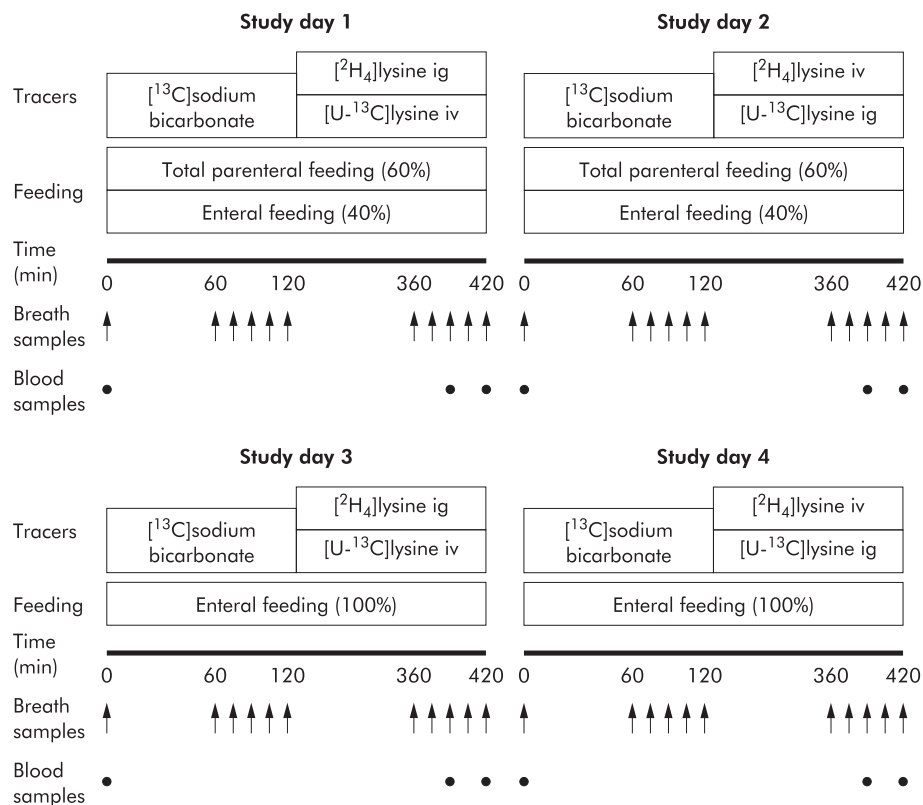 Study day 1
Tracers
[¹³C]sodium
bicarbonate
[²H₄]lysine ig
[U-¹³C]lysine iv
Feeding
Total parenteral feeding (60%)
Enteral feeding (40%)
Time
(min)
0 60 120 360 420
Breath
samples
Blood
samples
Study day 2
[¹³C]sodium
bicarbonate
[²H₄]lysine iv
[U-¹³C]lysine ig
Total parenteral feeding (60%)
Enteral feeding (40%)
0 60 120 360 420
Study day 3
Tracers
[¹³C]sodium
bicarbonate
[²H₄]lysine ig
[U-¹³C]lysine iv
Feeding
Enteral feeding (100%)
Time
(min)
0 60 120 360 420
Breath
samples
Blood
samples
Study day 4
[¹³C]sodium
bicarbonate
[²H₄]lysine iv
[U-¹³C]lysine ig
Enteral feeding (100%)
0 60 120 360 420